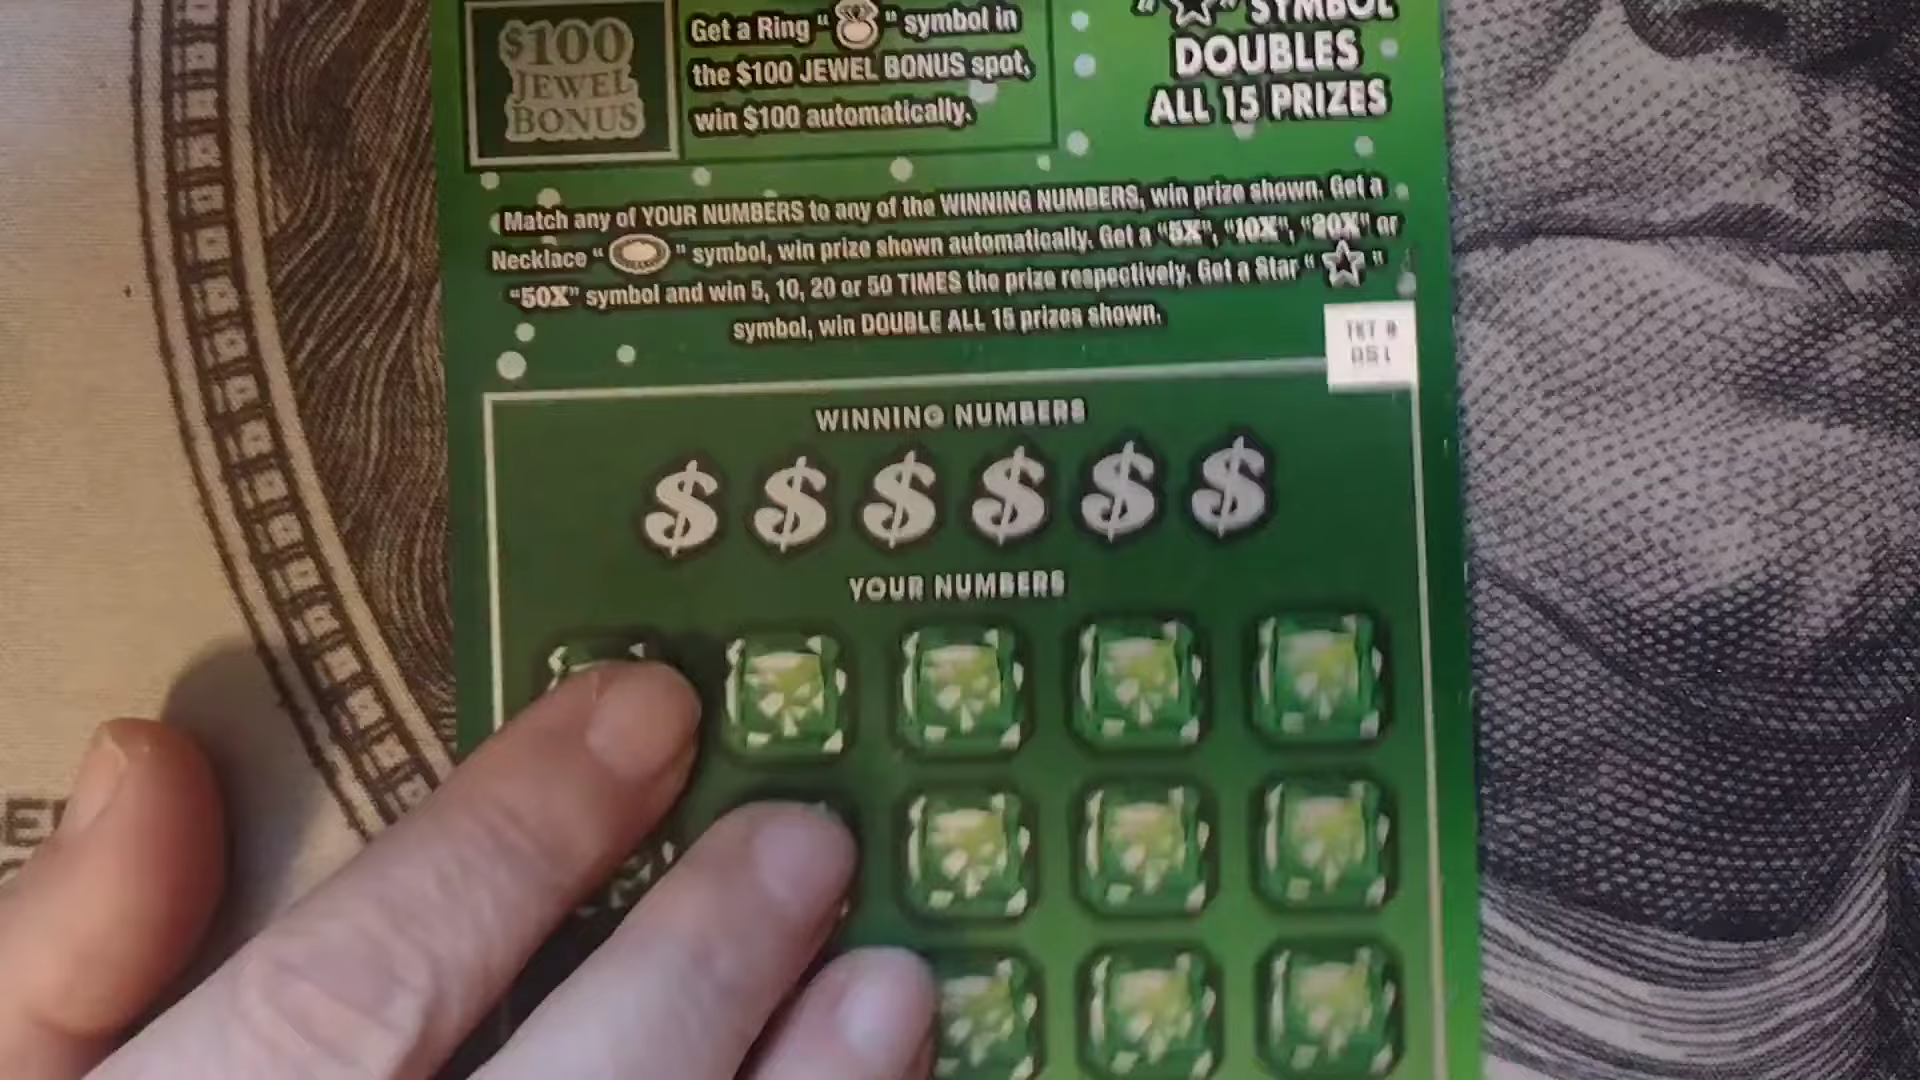 $100
JEWEL
BONUS
Get a Ring " " symbol in
the $100 JEWEL BONUS spot,
win $100 automatically.
" " SYMBOL
DOUBLES
ALL 15 PRIZES
Match any of YOUR NUMBERS to any of the WINNING NUMBERS, win prize shown. Get a
Necklace " " symbol, win prize shown automatically. Get a "5X", "10X", "20X" or
"50X" symbol and win 5, 10, 20 or 50 TIMES the prize respectively. Get a Star " "
symbol, win DOUBLE ALL 15 prizes shown.
TKT #
051
WINNING NUMBERS
$ $ $ $ $ $
YOUR NUMBERS